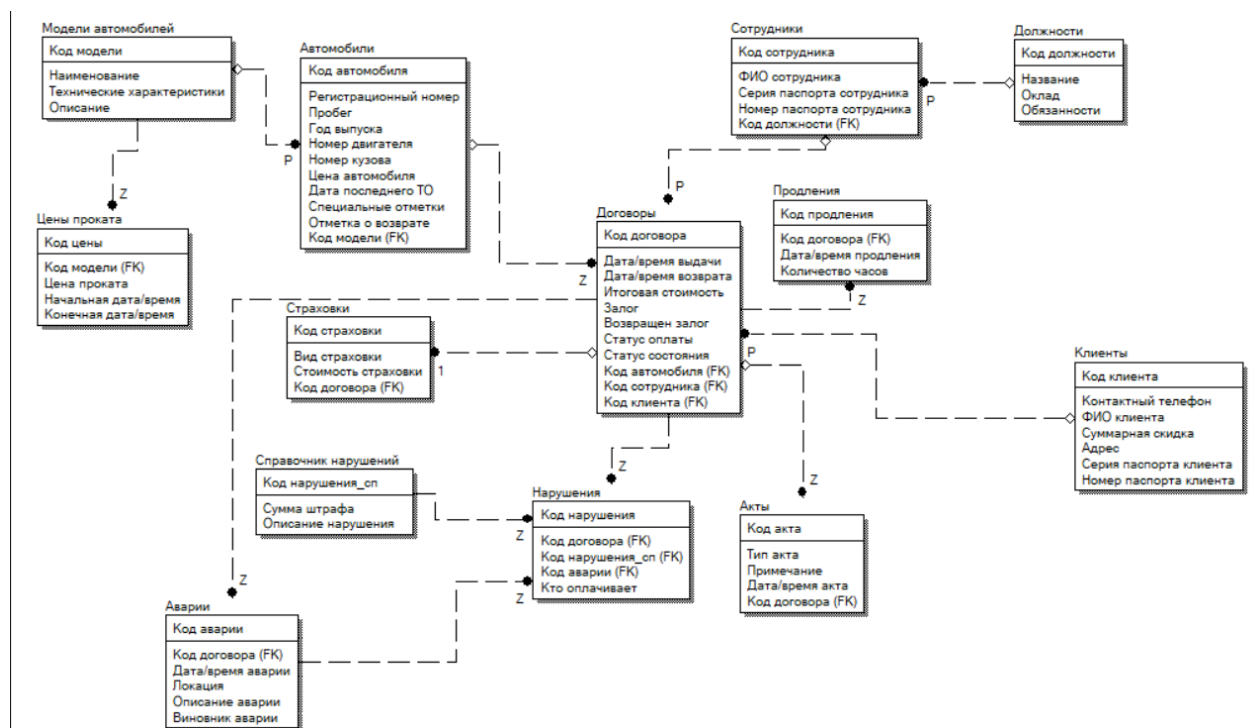 Модели автомобилей
Код модели
Наименование
Технические характеристики
Описание
Z
P
Автомобили
Код автомобиля
Регистрационный номер
Пробег
Год выпуска
Номер двигателя
Номер кузова
Цена автомобиля
Дата последнего ТО
Специальные отметки
Отметка о возврате
Код модели (FK)
Z
Сотрудники
Код сотрудника
ФИО сотрудника
Серия паспорта сотрудника
Номер паспорта сотрудника
Код должности (FK)
P
P
Должности
Код должности
Название
Оклад
Обязанности
Цены проката
Код цены
Код модели (FK)
Цена проката
Начальная дата/время
Конечная дата/время
Договоры
Код договора
Дата/время выдачи
Дата/время возврата
Итоговая стоимость
Залог
Возвращен залог
Статус оплаты
Статус состояния
Код автомобиля (FK)
Код сотрудника (FK)
Код клиента (FK)
Продления
Код продления
Код договора (FK)
Дата/время продления
Количество часов
Z
P
Страховки
Код страховки
Вид страховки
Стоимость страховки
Код договора (FK)
1
Клиенты
Код клиента
Контактный телефон
ФИО клиента
Суммарная скидка
Адрес
Серия паспорта клиента
Номер паспорта клиента
Справочник нарушений
Код нарушения_сп
Сумма штрафа
Описание нарушения
Z
Z
Нарушения
Код нарушения
Код договора (FK)
Код нарушения_сп (FK)
Код аварии (FK)
Кто оплачивает
Z
Z
Акты
Код акта
Тип акта
Примечание
Дата/время акта
Код договора (FK)
Z
Аварии
Код аварии
Код договора (FK)
Дата/время аварии
Локация
Описание аварии
Виновник аварии